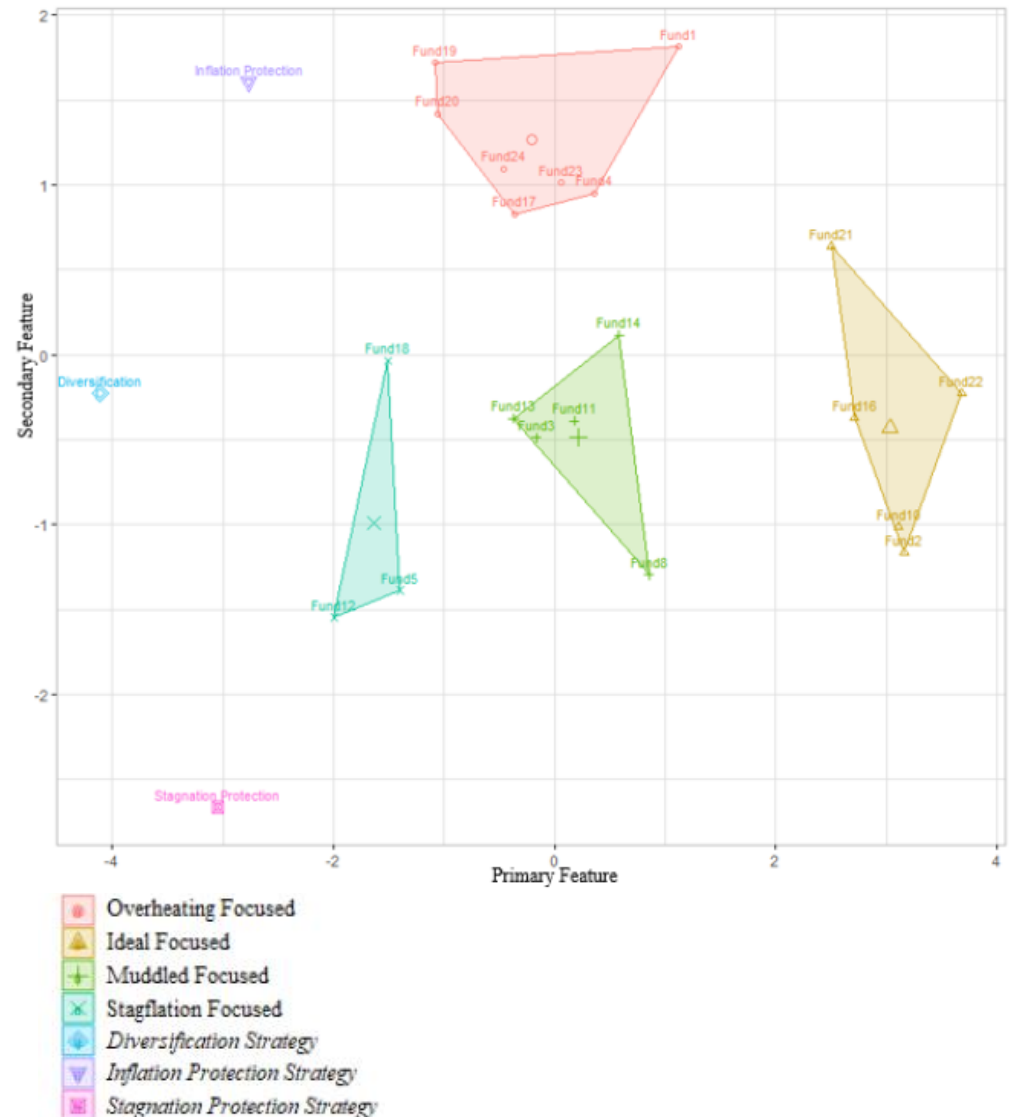 2
Fund1
Fund19
Inflation Protection
Fund20
Fund24
Fund23
Fund4
1
Fund17
Fund21
Fund14
Secondary Feature
0
Fund18
Diversification
Fund22
Fund13
Fund11
Fund16
Fund3
Fund10
-1
Fund2
Fund8
Fund5
Fund12
-2
Stagnation Protection
-4 -2 0 2 4
Primary Feature
Overheating Focused
Ideal Focused
Muddled Focused
Stagflation Focused
Diversification Strategy
Inflation Protection Strategy
Stagnation Protection Strategy